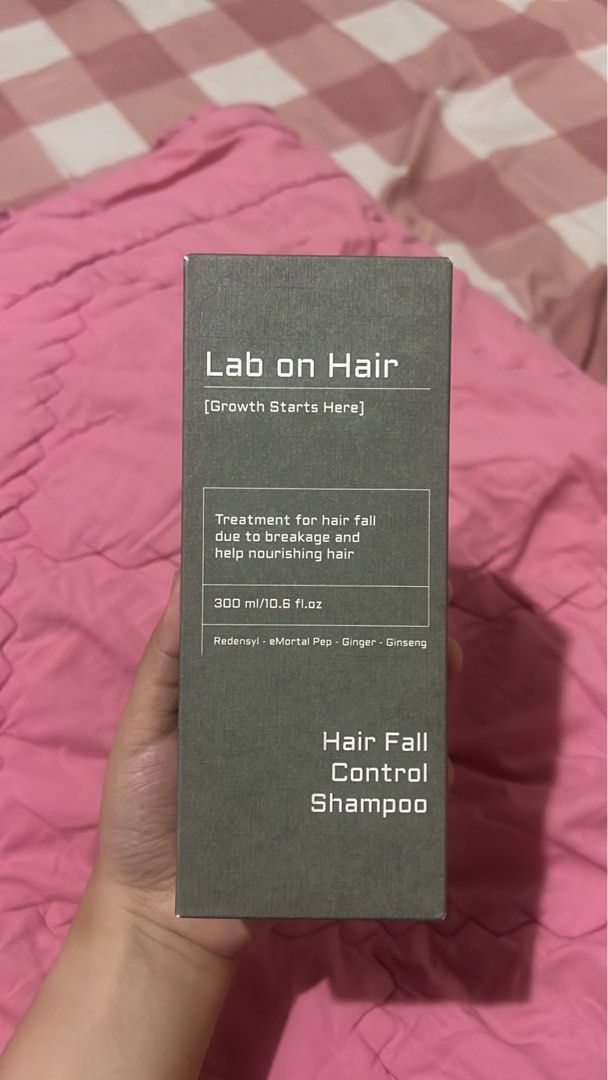 Lab on Hair
[Growth Starts Here]
Treatment for hair fall
due to breakage and
help nourishing hair
300 ml/10.6 fl.oz
Redensyl - eMortal Pep - Ginger - Ginseng
Hair Fall
Control
Shampoo